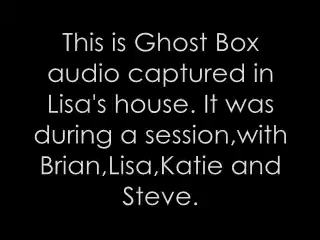 This is Ghost Box
audio captured in
Lisa's house. It was
during a session,with
Brian,Lisa,Katie and
Steve.